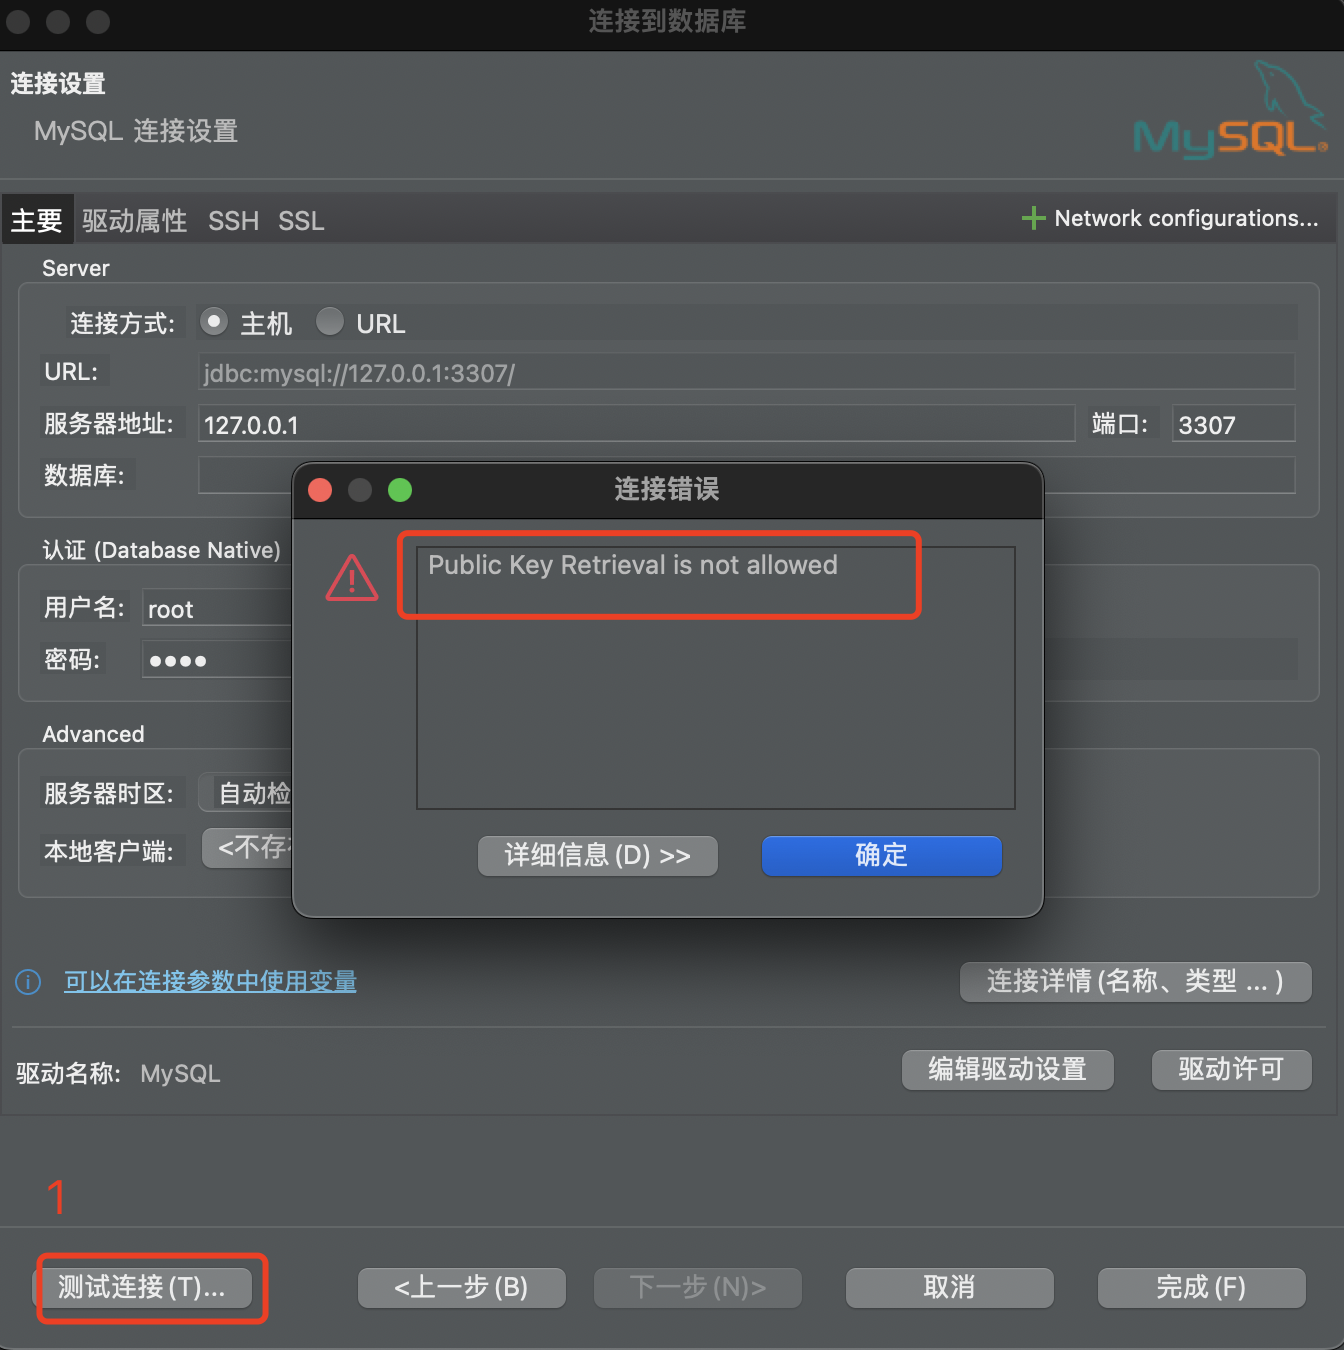 连接到数据库
连接设置
MySQL 连接设置
MySQL
主要 驱动属性 SSH SSL Network configurations...
Server
连接方式: 主机 URL
URL: jdbc:mysql://127.0.0.1:3307/
服务器地址: 127.0.0.1 端口: 3307
数据库:
连接错误
Public Key Retrieval is not allowed
详细信息(D) >> 确定
认证 (Database Native)
用户名: root
密码: ••••
Advanced
服务器时区: 自动检
本地客户端: <不存
可以在连接参数中使用变量 连接详情(名称、类型 ... )
驱动名称: MySQL 编辑驱动设置 驱动许可
1
测试连接(T)... <上一步(B) 下一步(N)> 取消 完成(F)